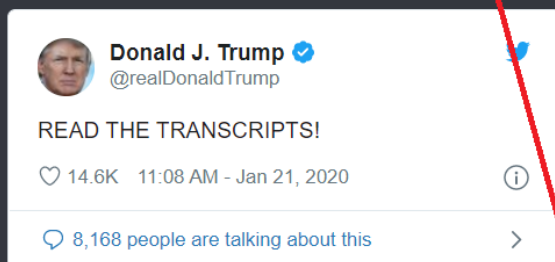 Donald J. Trump
@realDonaldTrump
READ THE TRANSCRIPTS!
14.6K 11:08 AM - Jan 21, 2020
8,168 people are talking about this